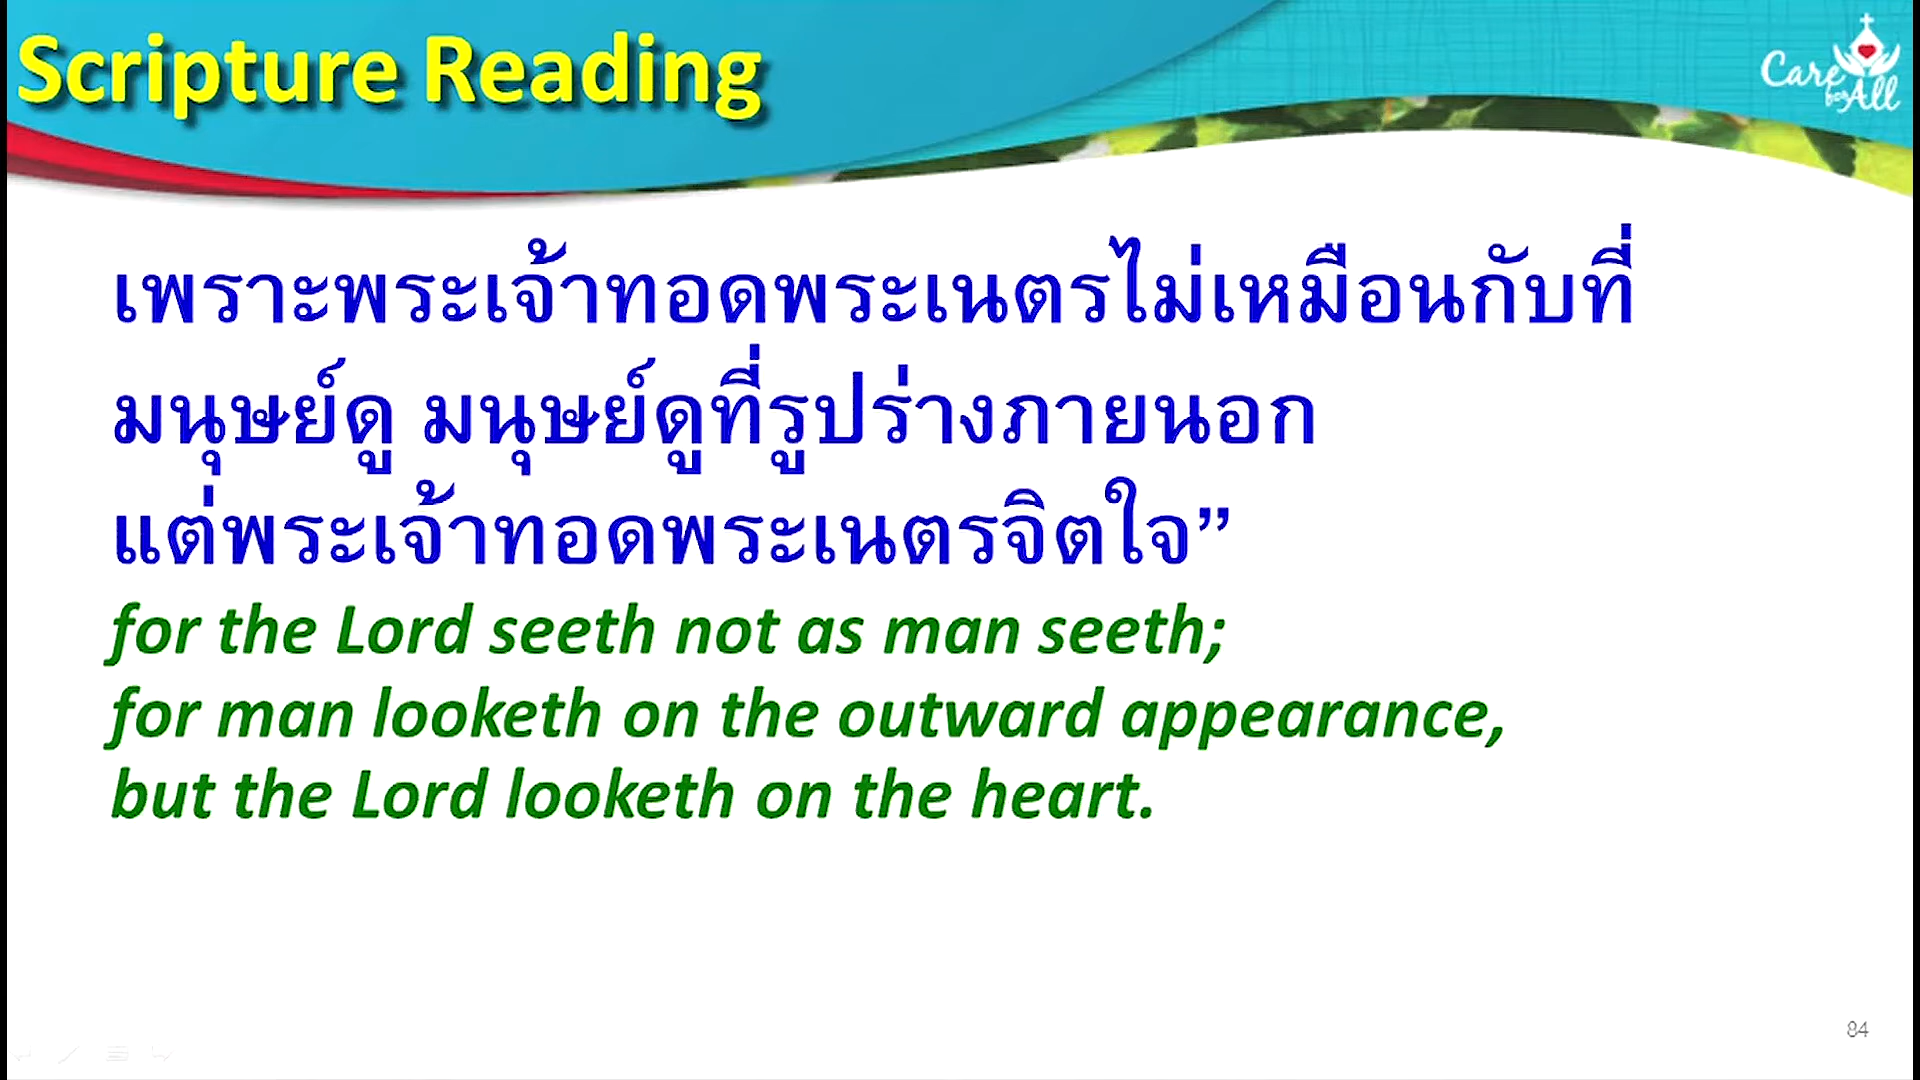 Scripture Reading
Care
for All
เพราะพระเจ้าทอดพระเนตรไม่เหมือนกับที่
มนุษย์ดู มนุษย์ดูที่รูปร่างภายนอก
แต่พระเจ้าทอดพระเนตรจิตใจ”
for the Lord seeth not as man seeth;
for man looketh on the outward appearance,
but the Lord looketh on the heart.
84